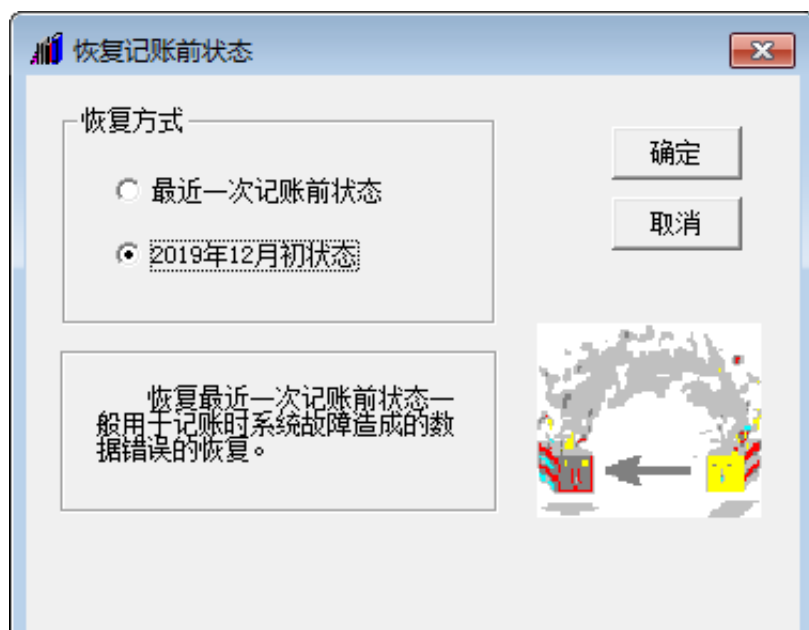 恢复记账前状态
恢复方式
最近一次记账前状态
2019年12月初状态
确定
取消
恢复最近一次记账前状态一
般用于记账时系统故障造成的数
据错误的恢复。